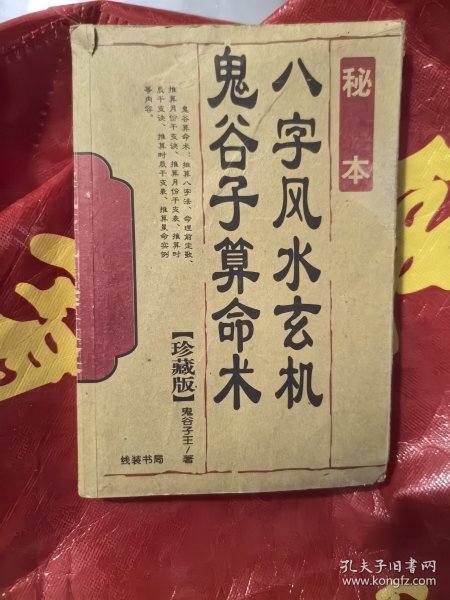 秘本
八字风水玄机
鬼谷子算命术
鬼谷算命术：推算八字法、命理前定数、
推算月份干支诀、推算月份干支表、推算时
辰干支诀、推算时辰干支表、推算星命实例
等内容。
【珍藏版】
鬼谷子王/著
线装书局
孔夫子旧书网
www.kongfz.com